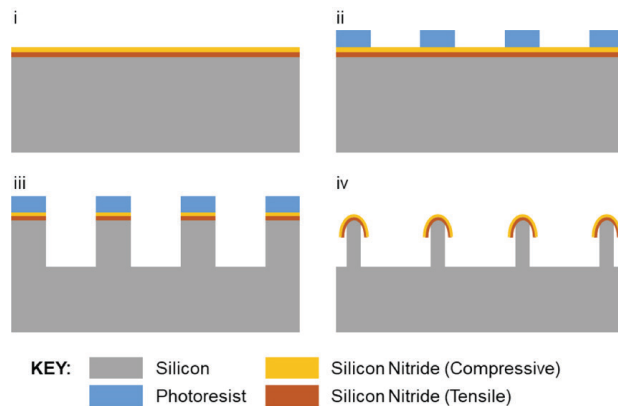 i
ii
iii
iv
KEY:
Silicon
Silicon Nitride (Compressive)
Photoresist
Silicon Nitride (Tensile)